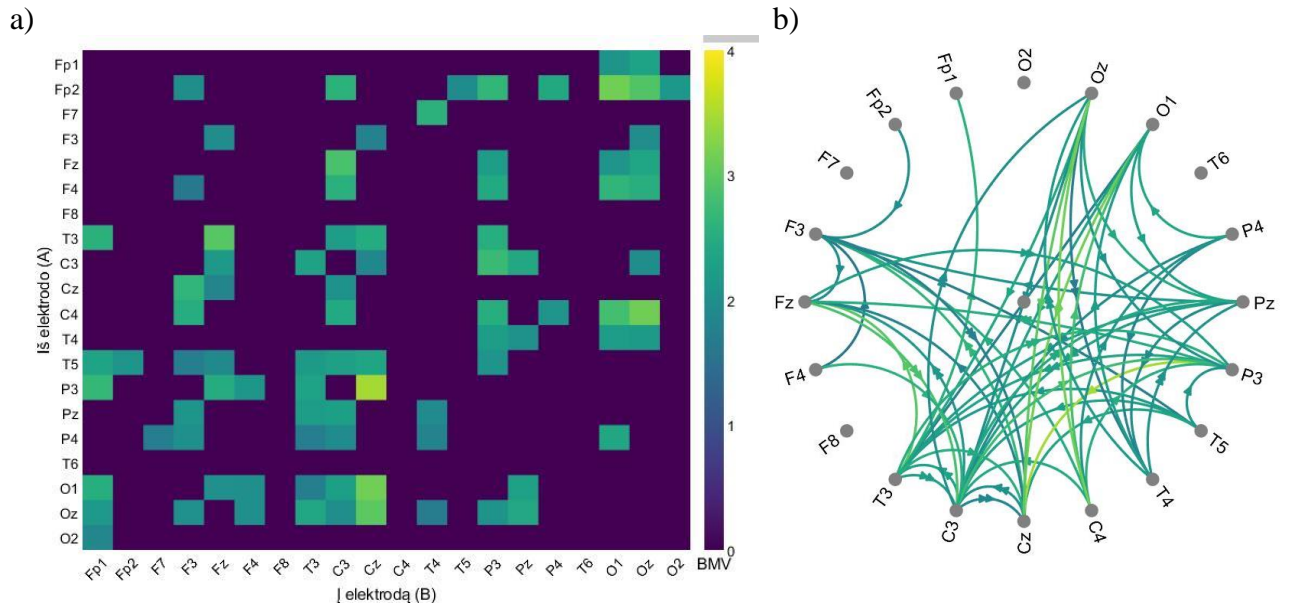 a)
Iš elektrodo (A)
Fp1
Fp2
F7
F3
Fz
F4
F8
T3
C3
Cz
C4
T4
T5
P3
Pz
P4
T6
O1
Oz
O2
Fp1 Fp2 F7 F3 Fz F4 F8 T3 C3 Cz C4 T4 T5 P3 Pz P4 T6 O1 Oz O2
Į elektrodą (B)
4
3
2
1
0
BMV
b)
O2
Oz
O1
T6
P4
Pz
P3
T5
T4
C4
Cz
C3
T3
F8
F4
Fz
F3
F7
Fp2
Fp1